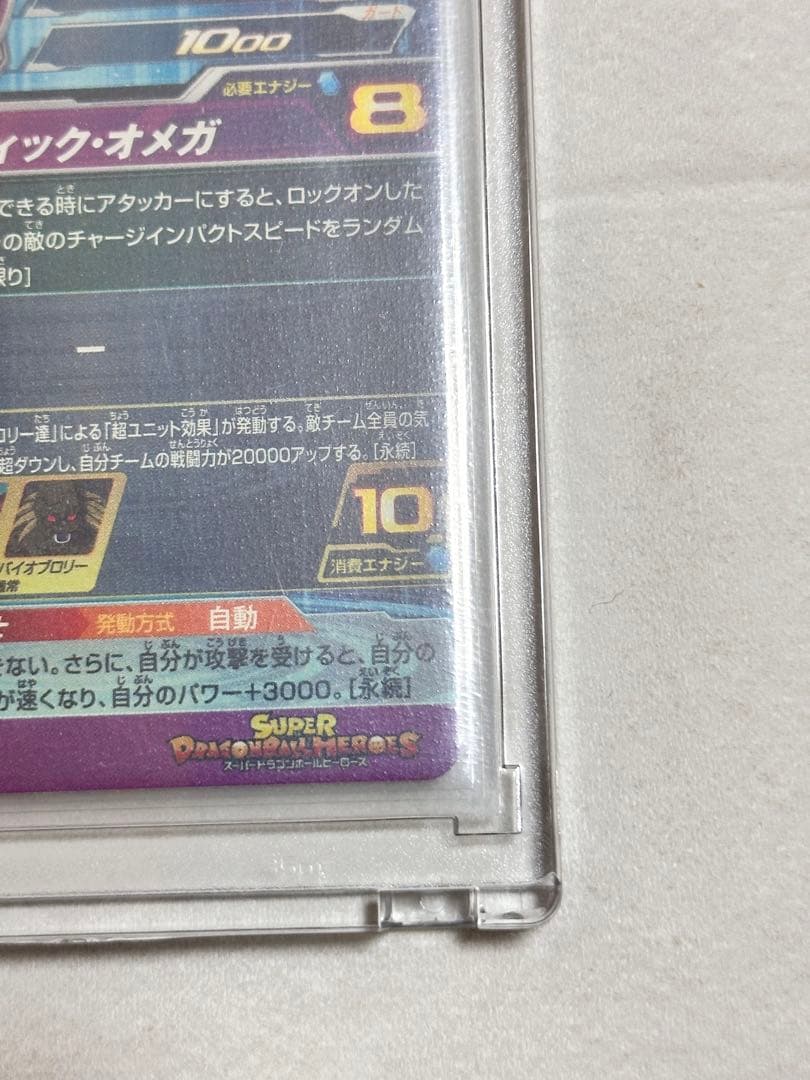 ガード
1000
必要エナジー 8
ィック・オメガ
できる時にアタッカーにすると、ロックオンした
の敵のチャージインパクトスピードをランダム
限り]
ー
ロリー達」による「超ユニット効果」が発動する。敵チーム全員の気
超ダウンし、自分チームの戦闘力が20000アップする。[永続]
10
バイオブロリー
消費エナジー
通常
発動方式 自動
ない。さらに、自分が攻撃を受けると、自分の
が速くなり、自分のパワー+3000。[永続]
SUPER
DRAGONBALL HEROES
スーパードラゴンボールヒーローズ